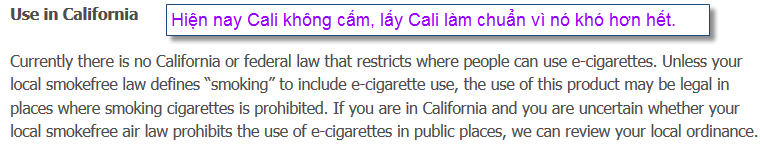 Use in California
Hiện nay Cali không cấm, lấy Cali làm chuẩn vì nó khó hơn hết.
Currently there is no California or federal law that restricts where people can use e-cigarettes. Unless your
local smokefree law defines “smoking” to include e-cigarette use, the use of this product may be legal in
places where smoking cigarettes is prohibited. If you are in California and you are uncertain whether your
local smokefree air law prohibits the use of e-cigarettes in public places, we can review your local ordinance.